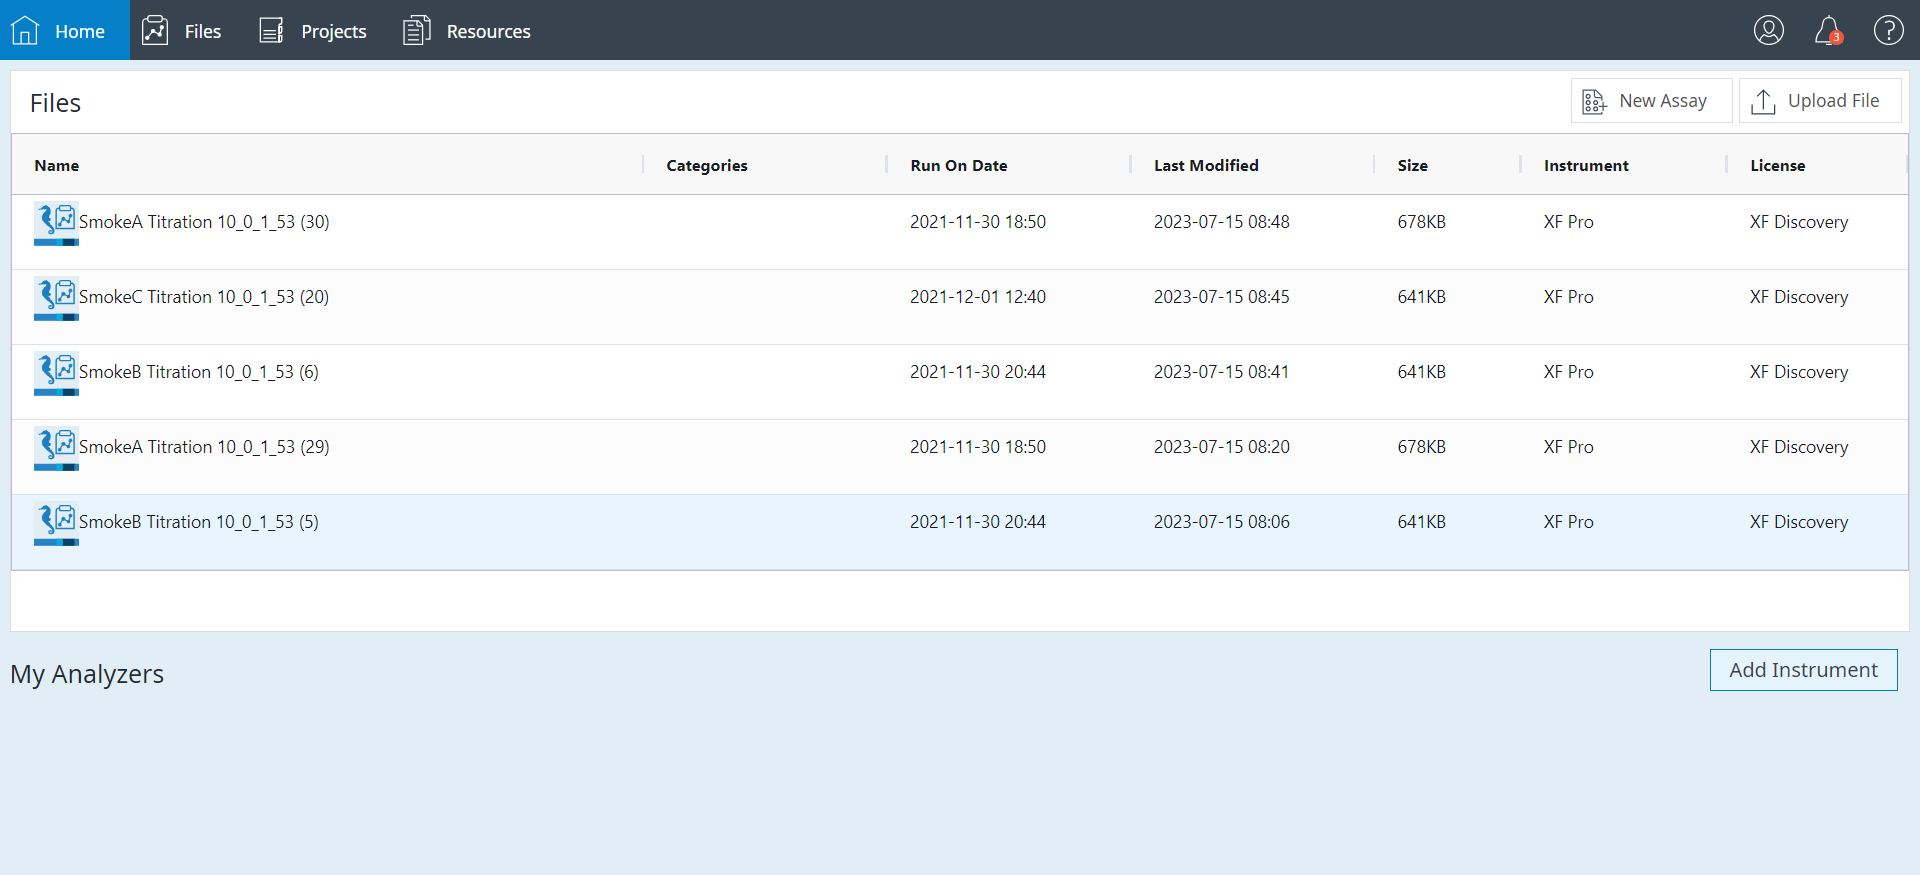 Home Files Projects Resources 3 ?
Files New Assay Upload File
Name Categories Run On Date Last Modified Size Instrument License
SmokeA Titration 10_0_1_53 (30) 2021-11-30 18:50 2023-07-15 08:48 678KB XF Pro XF Discovery
SmokeC Titration 10_0_1_53 (20) 2021-12-01 12:40 2023-07-15 08:45 641KB XF Pro XF Discovery
SmokeB Titration 10_0_1_53 (6) 2021-11-30 20:44 2023-07-15 08:41 641KB XF Pro XF Discovery
SmokeA Titration 10_0_1_53 (29) 2021-11-30 18:50 2023-07-15 08:20 678KB XF Pro XF Discovery
SmokeB Titration 10_0_1_53 (5) 2021-11-30 20:44 2023-07-15 08:06 641KB XF Pro XF Discovery
My Analyzers Add Instrument